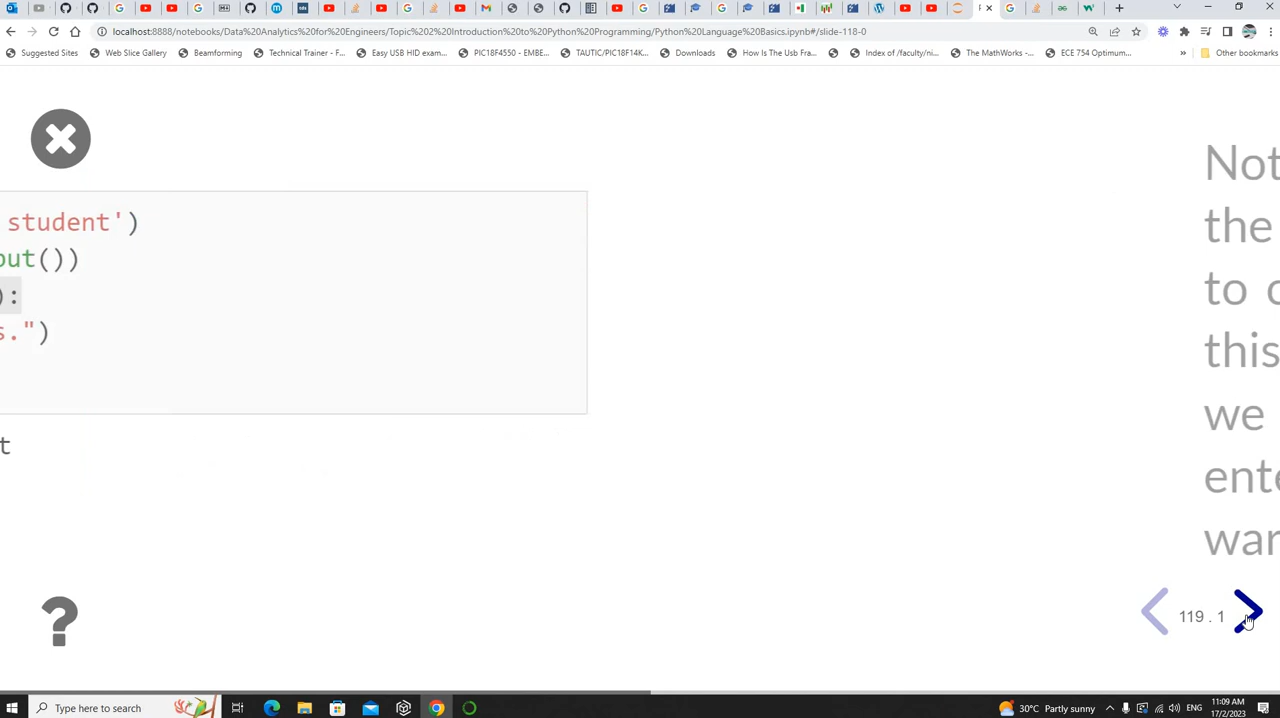 localhost:8888/notebooks/Data%20Analytics%20for%20Engineers/Topic%202%20Introduction%20to%20Python%20Programming/Python%20Language%20Basics.ipynb#/slide-118-0
Suggested Sites
Web Slice Gallery
Beamforming
Technical Trainer - F...
Easy USB HID exam...
PIC18F4550 - EMBE...
TAUTIC/PIC18F14K...
Downloads
How Is The Usb Fra...
Index of /faculty/ni...
The MathWorks -...
ECE 754 Optimum...
»
Other bookmarks
student')
out())
):
s.")
t
Not
the
to c
this
we
ente
war
119 . 1
?
Type here to search
30°C Partly sunny
ENG
11:09 AM
17/2/2023